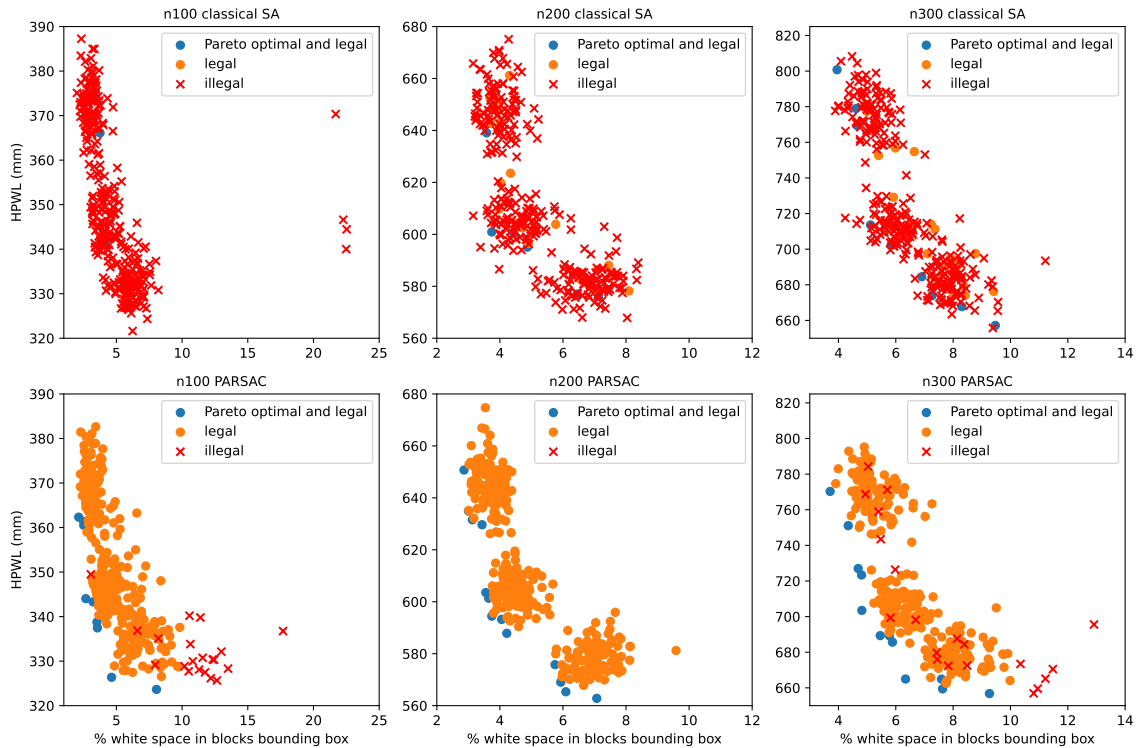 n100 classical SA
n200 classical SA
n300 classical SA
HPWL (mm)
390
380
370
360
350
340
330
320
Pareto optimal and legal
legal
illegal
5
10
15
20
25
680
660
640
620
600
580
560
Pareto optimal and legal
legal
illegal
2
4
6
8
10
12
820
800
780
760
740
720
700
680
660
Pareto optimal and legal
legal
illegal
4
6
8
10
12
14
n100 PARSAC
n200 PARSAC
n300 PARSAC
HPWL (mm)
390
380
370
360
350
340
330
320
Pareto optimal and legal
legal
illegal
5
10
15
20
25
% white space in blocks bounding box
680
660
640
620
600
580
560
Pareto optimal and legal
legal
illegal
2
4
6
8
10
12
% white space in blocks bounding box
820
800
780
760
740
720
700
680
660
Pareto optimal and legal
legal
illegal
4
6
8
10
12
14
% white space in blocks bounding box